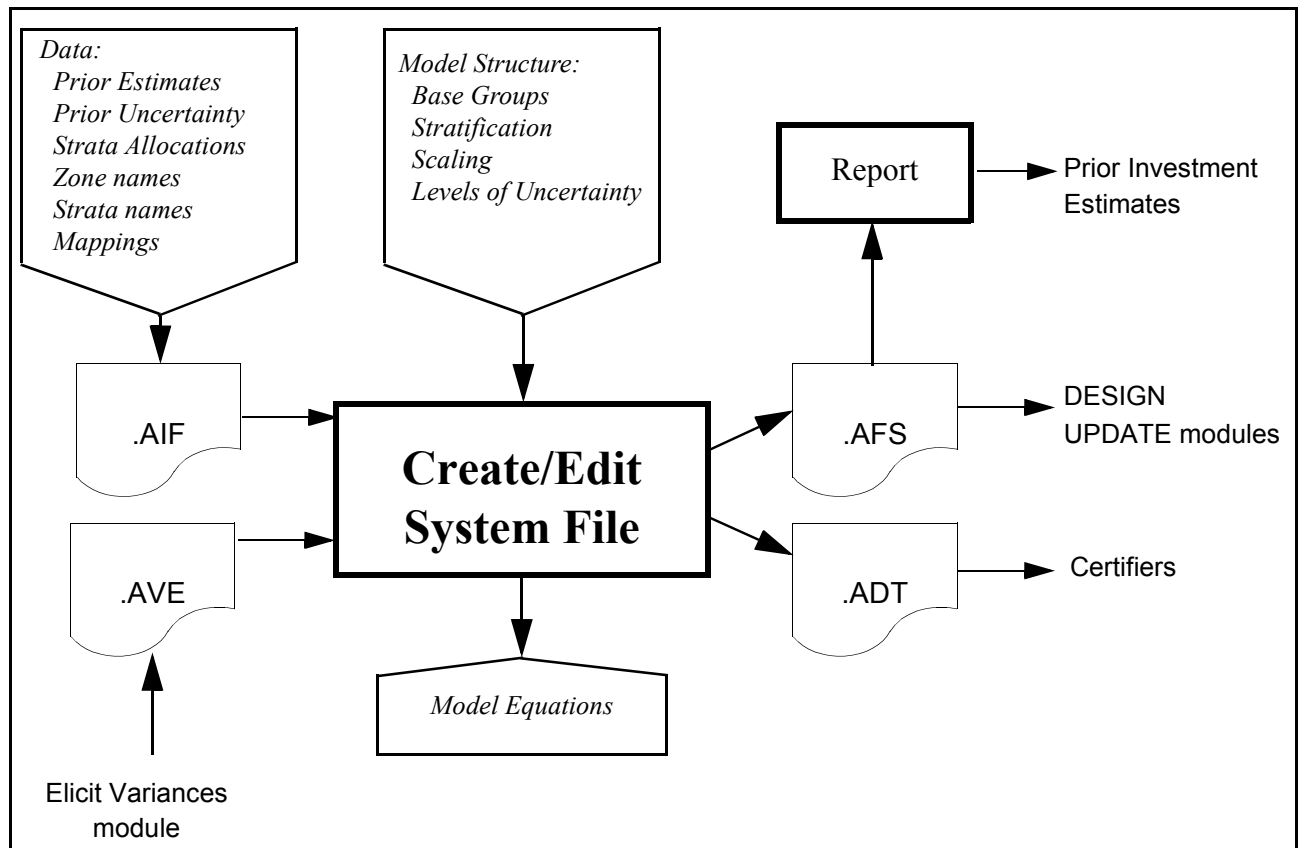 Data:
Prior Estimates
Prior Uncertainty
Strata Allocations
Zone names
Strata names
Mappings
Model Structure:
Base Groups
Stratification
Scaling
Levels of Uncertainty
Report
Prior Investment
Estimates
.AIF
Create/Edit
System File
.AFS
DESIGN
UPDATE modules
.AVE
.ADT
Certifiers
Model Equations
Elicit Variances
module